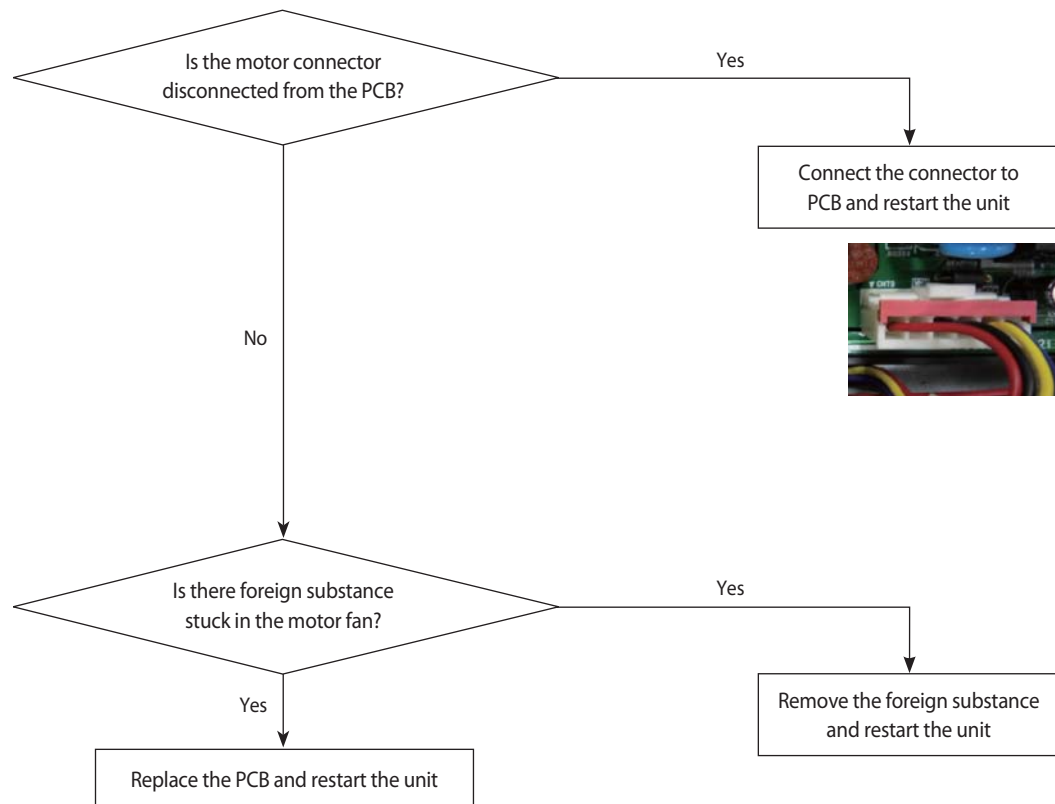 Is the motor connector
disconnected from the PCB?
Yes
Connect the connector to
PCB and restart the unit
No
Is there foreign substance
stuck in the motor fan?
Yes
Remove the foreign substance
and restart the unit
Yes
Replace the PCB and restart the unit